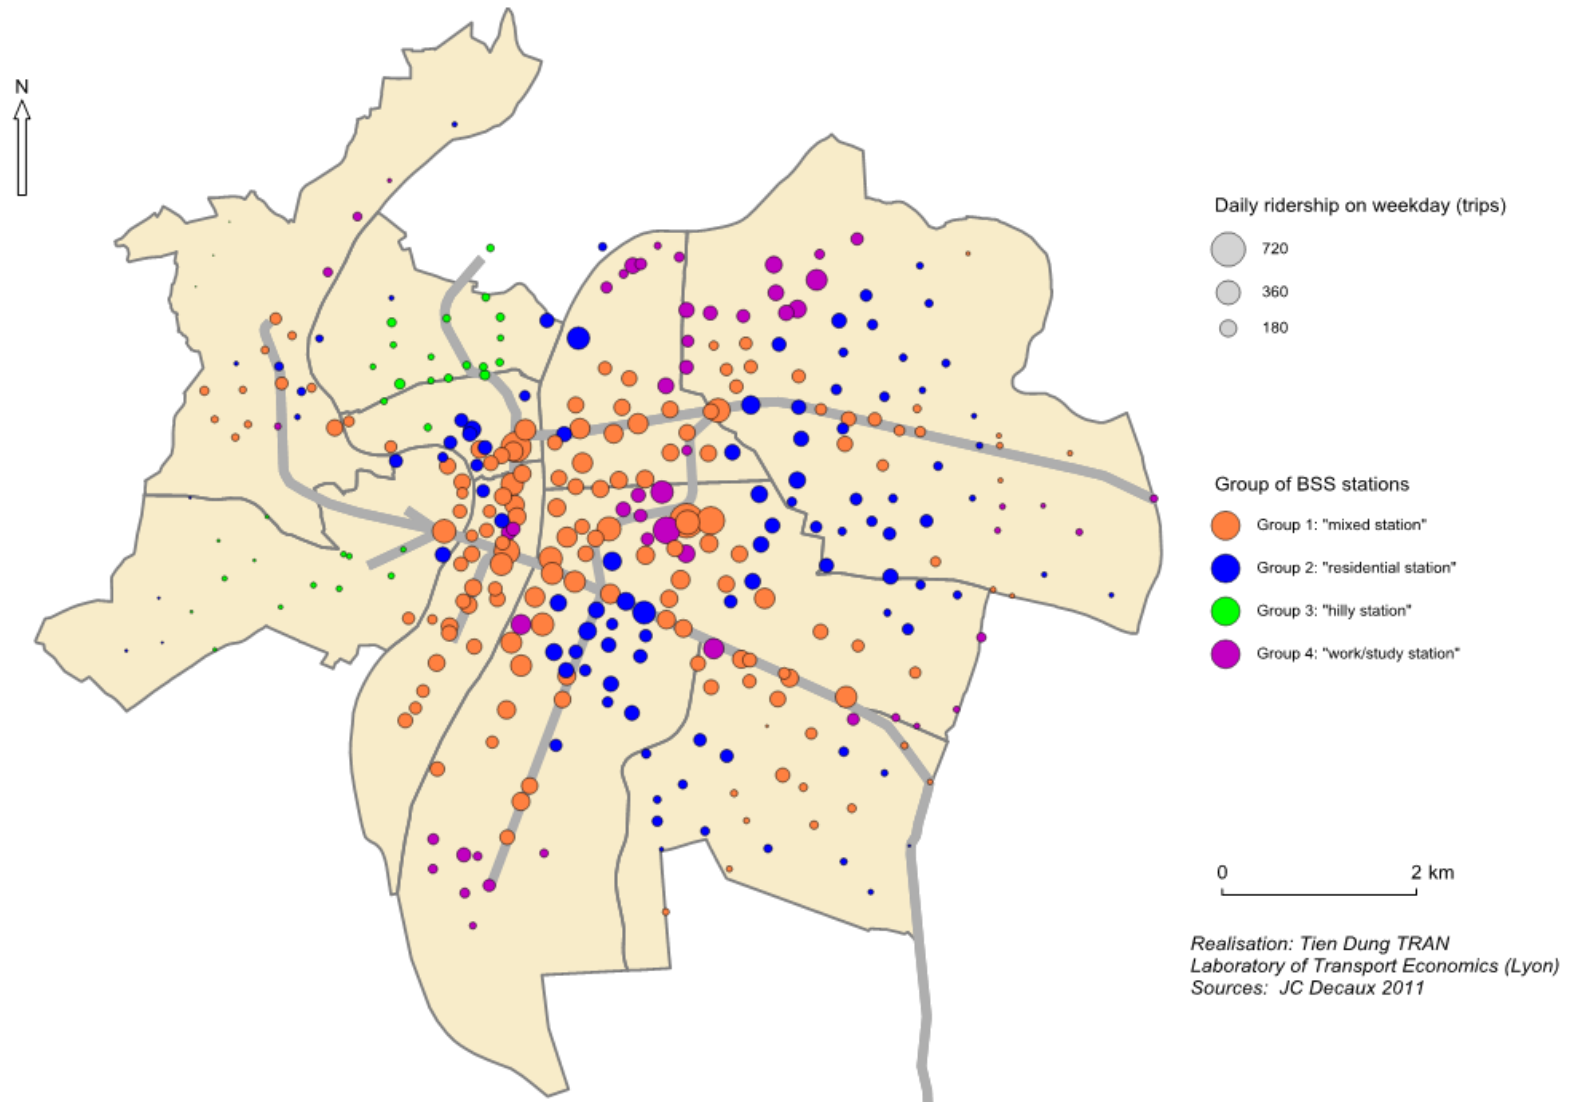 N
Daily ridership on weekday (trips)
720
360
180
Group of BSS stations
Group 1: "mixed station"
Group 2: "residential station"
Group 3: "hilly station"
Group 4: "work/study station"
0 2 km
Realisation: Tien Dung TRAN
Laboratory of Transport Economics (Lyon)
Sources: JC Decaux 2011